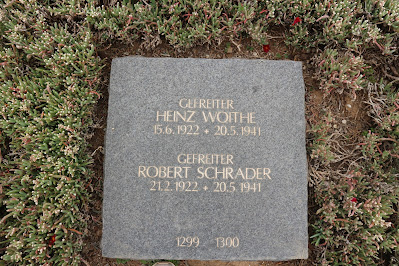 GEFREITER
HEINZ WOITHE
15.6.1922 + 20.5.1941
GEFREITER
ROBERT SCHRADER
21.2.1922 + 20.5.1941
1299 1300